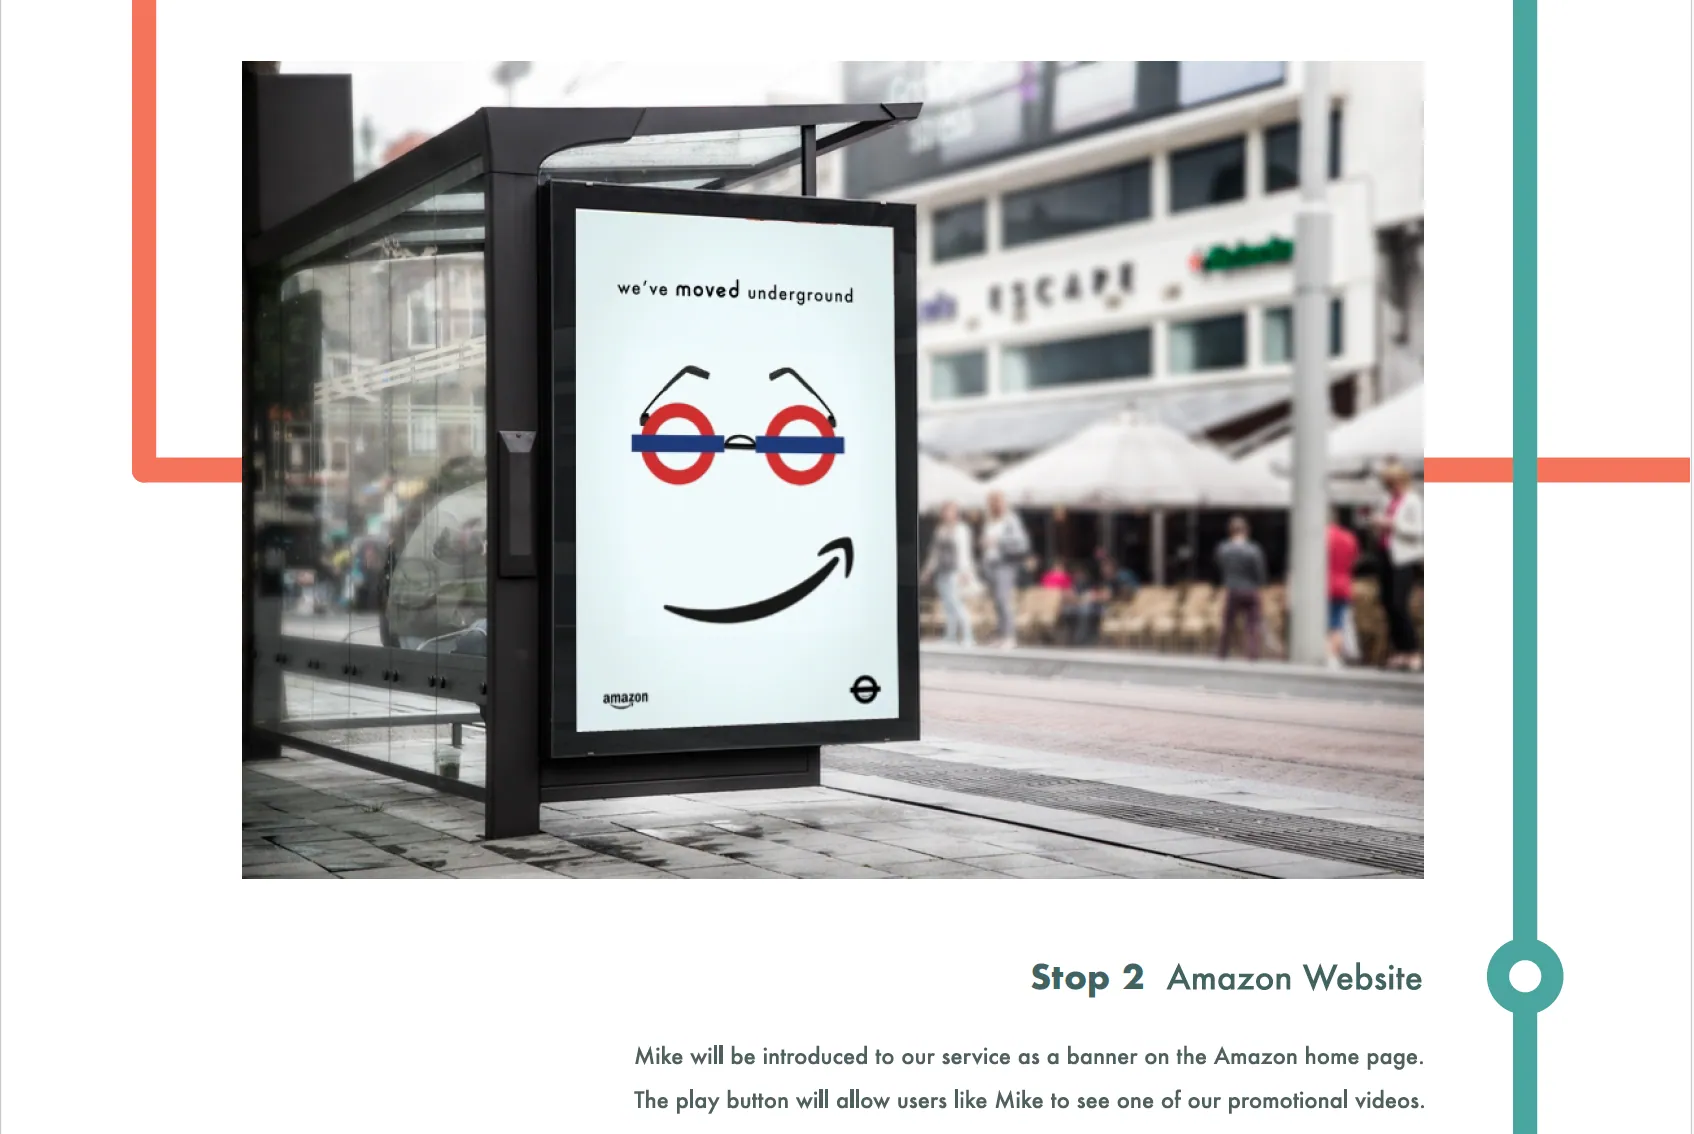 we've moved underground
amazon
ESCAPE
Stop 2 Amazon Website
Mike will be introduced to our service as a banner on the Amazon home page.
The play button will allow users like Mike to see one of our promotional videos.